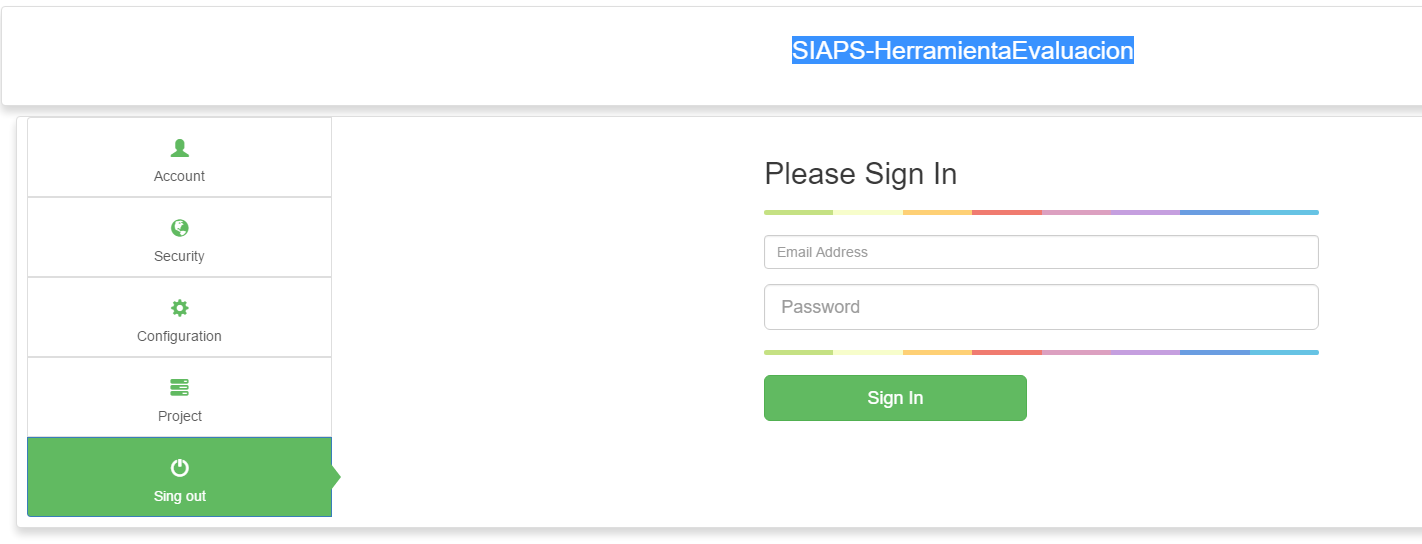 SIAPS-HerramientaEvaluacion
Account
Security
Configuration
Project
Sing out
Please Sign In
Email Address
Password
Sign In